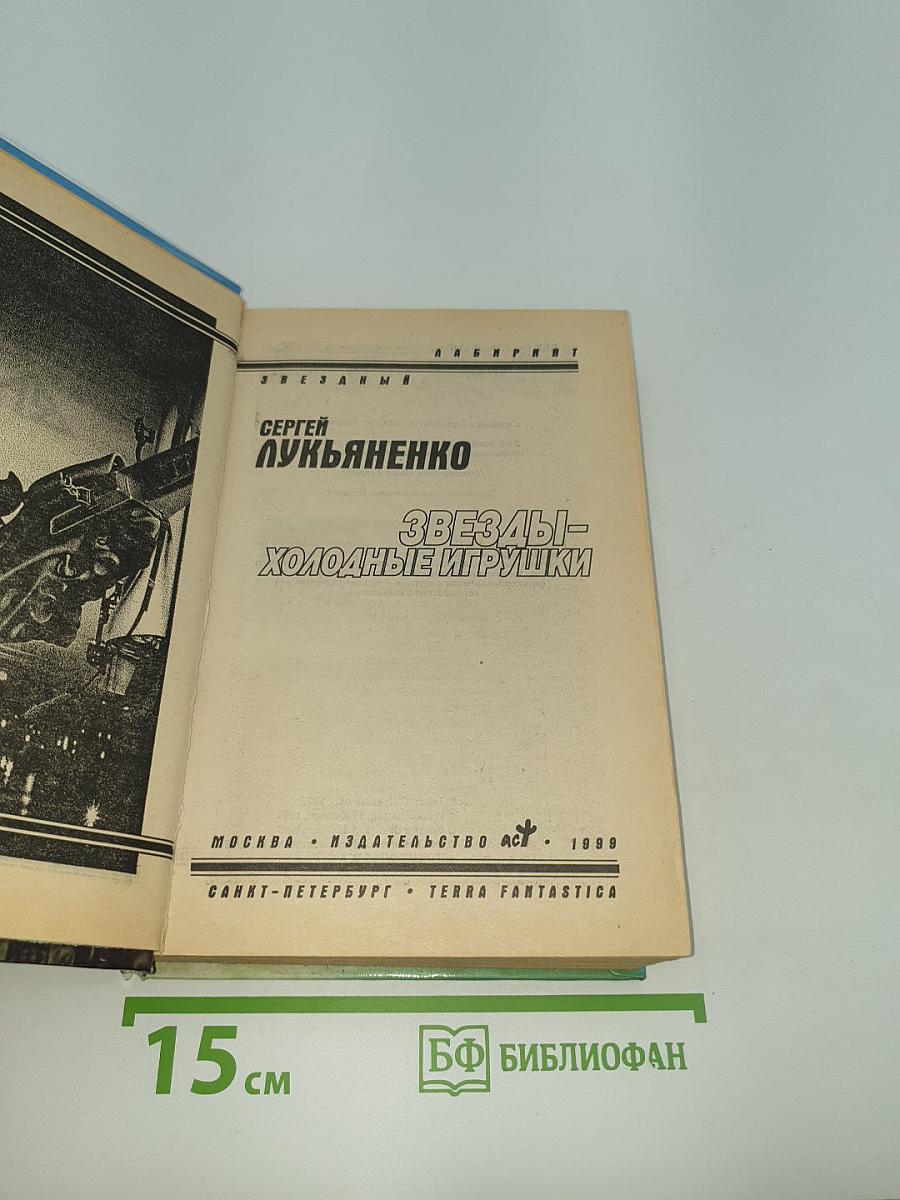 ЛАБИРИНТ
ЗВЕЗДНЫЙ
СЕРГЕЙ
ЛУКЬЯНЕНКО
ЗВЕЗДЫ-
ХОЛОДНЫЕ ИГРУШКИ
МОСКВА • ИЗДАТЕЛЬСТВО АСТ • 1999
САНКТ-ПЕТЕРБУРГ • TERRA FANTASTICA
15 см
БФ БИБЛИОФАН